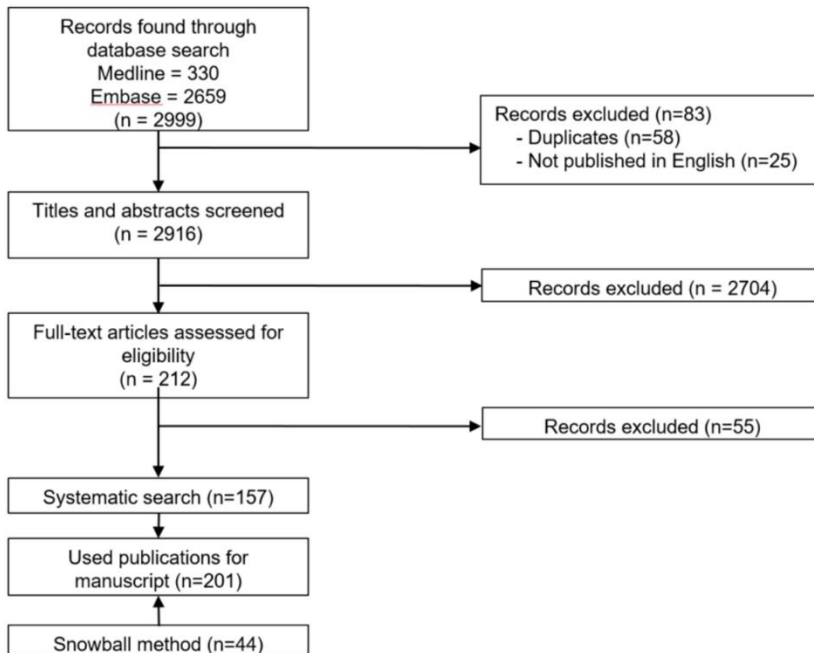 Records found through
database search
Medline = 330
Embase = 2659
(n = 2999)
Records excluded (n=83)
- Duplicates (n=58)
- Not published in English (n=25)
Titles and abstracts screened
(n = 2916)
Records excluded (n = 2704)
Full-text articles assessed for
eligibility
(n = 212)
Records excluded (n=55)
Systematic search (n=157)
Used publications for
manuscript (n=201)
Snowball method (n=44)